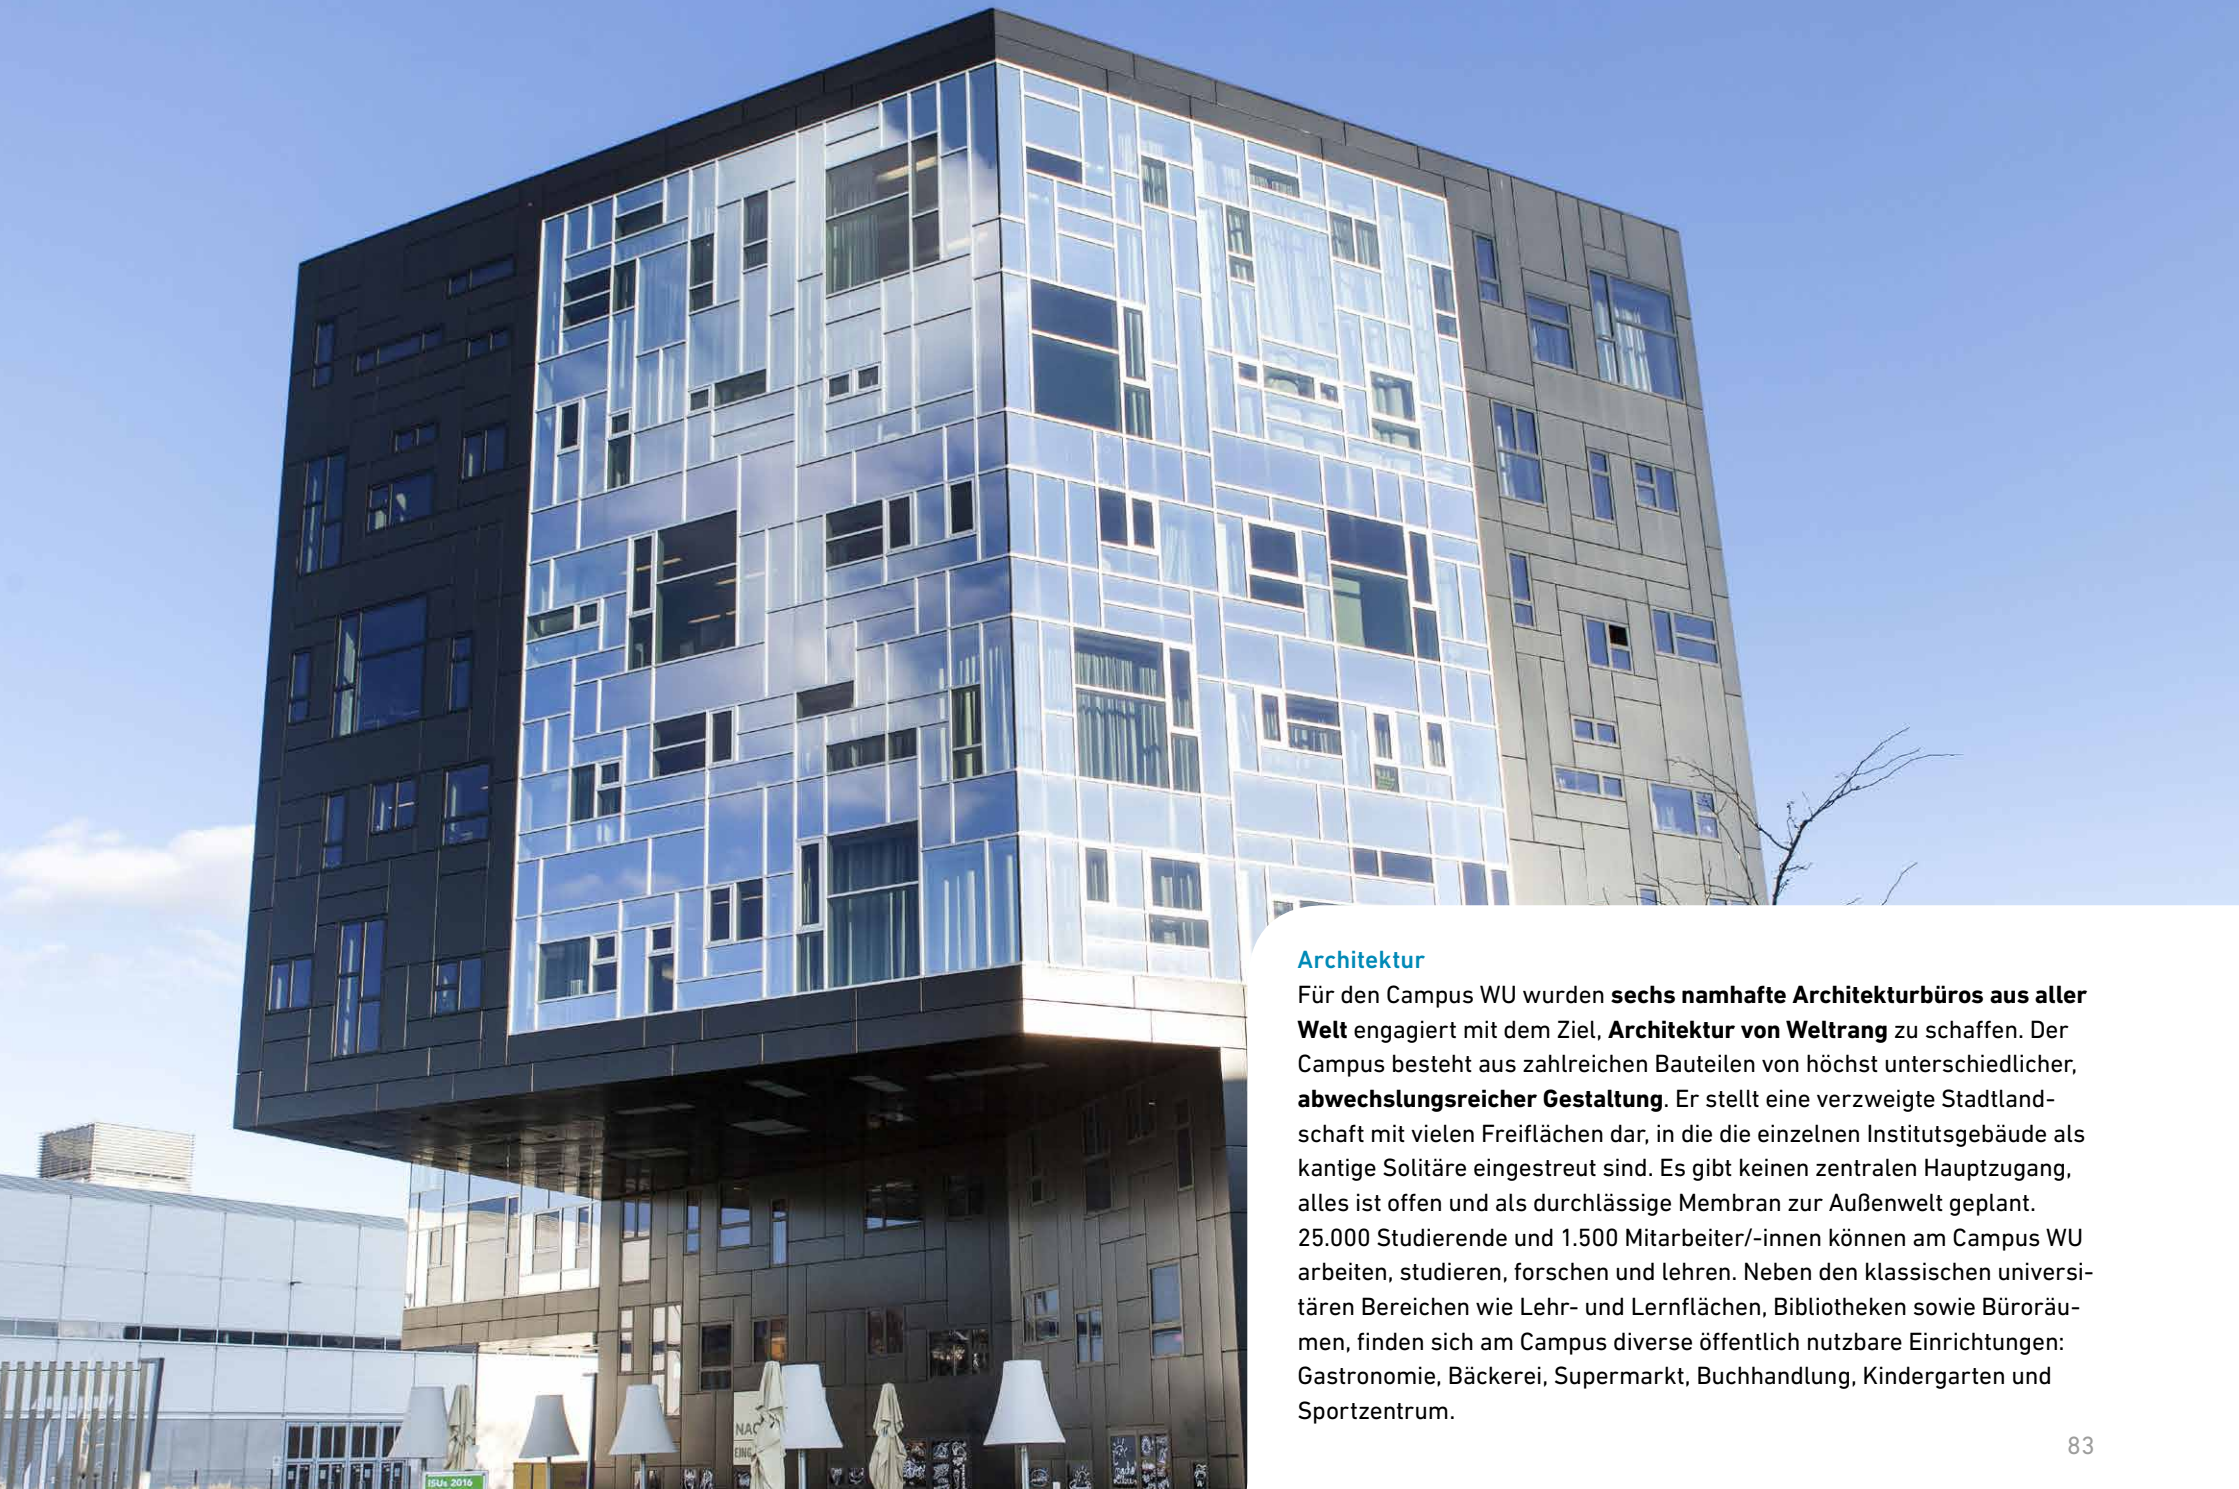 Architektur
Für den Campus WU wurden sechs namhafte Architekturbüros aus aller
Welt engagiert mit dem Ziel, Architektur von Weltrang zu schaffen. Der
Campus besteht aus zahlreichen Bauteilen von höchst unterschiedlicher,
abwechslungsreicher Gestaltung. Er stellt eine verzweigte Stadtland-
schaft mit vielen Freiflächen dar, in die die einzelnen Institutsgebäude als
kantige Solitäre eingestreut sind. Es gibt keinen zentralen Hauptzugang,
alles ist offen und als durchlässige Membran zur Außenwelt geplant.
25.000 Studierende und 1.500 Mitarbeiter/-innen können am Campus WU
arbeiten, studieren, forschen und lehren. Neben den klassischen universi-
tären Bereichen wie Lehr- und Lernflächen, Bibliotheken sowie Büroräu-
men, finden sich am Campus diverse öffentlich nutzbare Einrichtungen:
Gastronomie, Bäckerei, Supermarkt, Buchhandlung, Kindergarten und
Sportzentrum.
83
NAC
EING
ISUs 2016